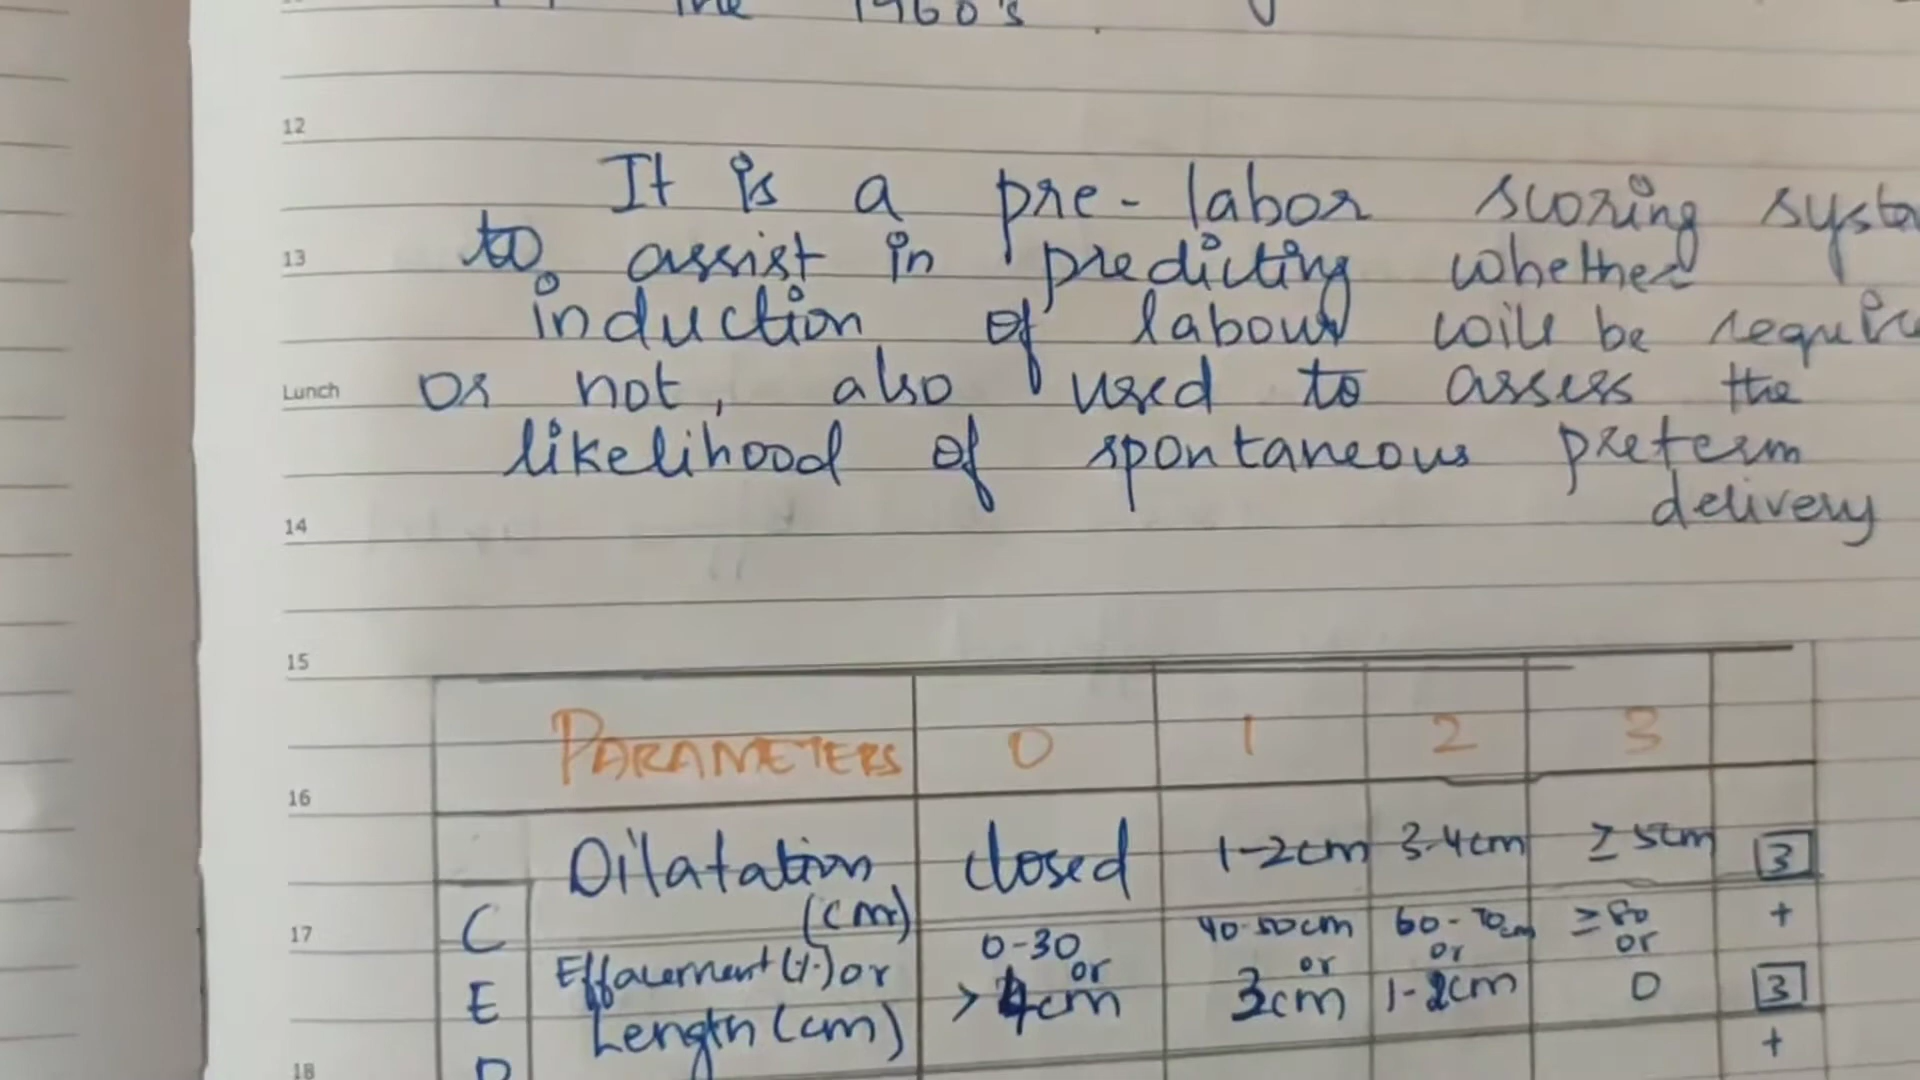 the 1960's
12
It is a pre-labor scoring
13 to assist in predicting whether
induction of labour will be
Lunch or not, also used to assess the
likelihood of spontaneous preterm
delivery
14
15
PARAMETERS 0 1 2 3
16
Dilatation (cm) closed 1-2cm 3-4cm ≥5cm 3
17 C +
Effacement (%) or Length (cm) 0-30 or >4cm 40-50cm or 3cm 60-70cm or 1-2cm ≥80 or 0 3
E
+
18